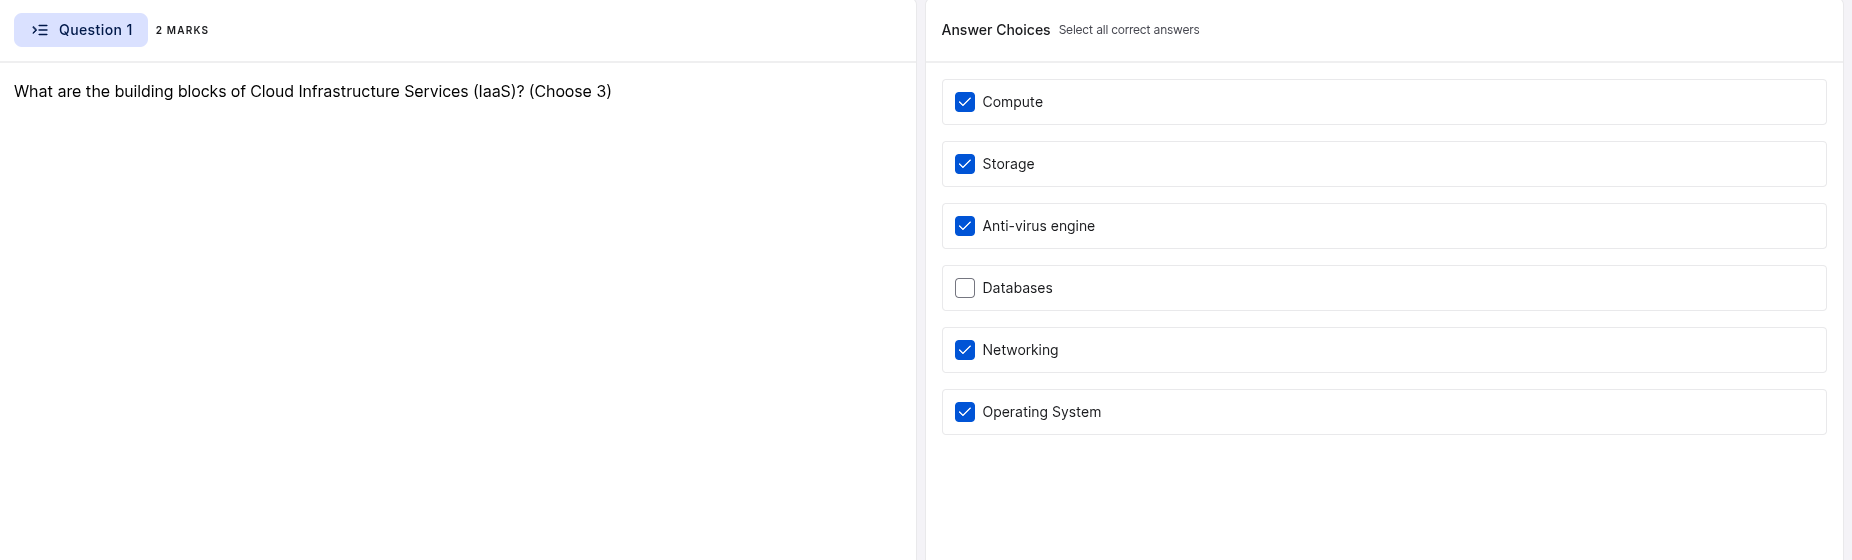 Question 1 2 MARKS
What are the building blocks of Cloud Infrastructure Services (IaaS)? (Choose 3)
Answer Choices Select all correct answers
Compute
Storage
Anti-virus engine
Databases
Networking
Operating System